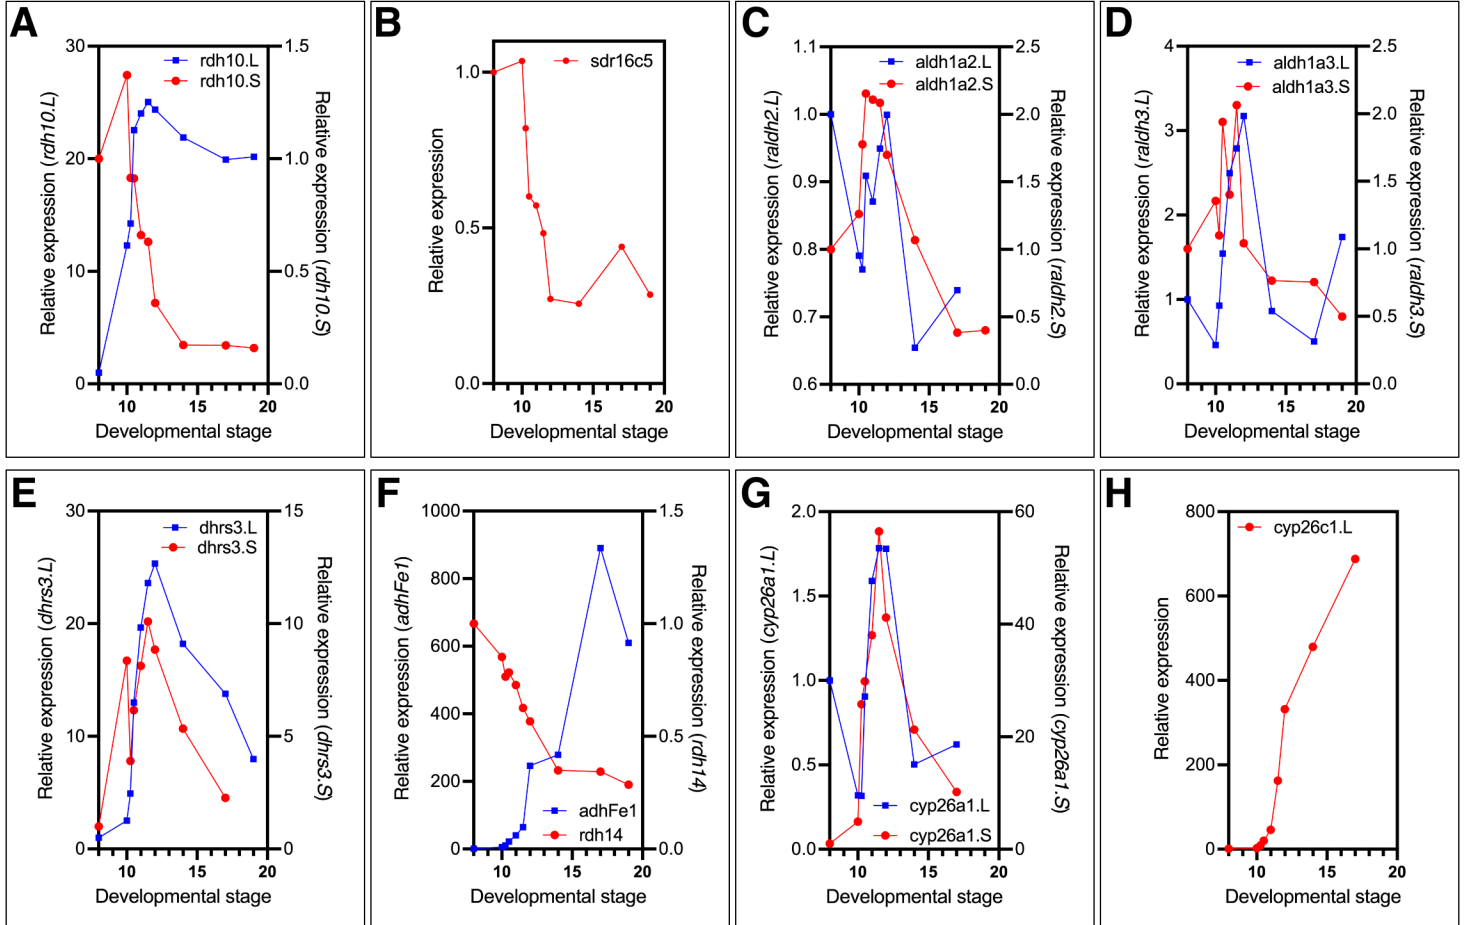 A
30
20
10
0
Relative expression (rdh10.L)
rdh10.L
rdh10.S
1.5
1.0
0.5
0.0
Relative expression (rdh10.S)
10 15 20
Developmental stage
B
1.0
0.5
0.0
Relative expression
sdr16c5
10 15 20
Developmental stage
C
1.1
1.0
0.9
0.8
0.7
0.6
Relative expression (raldh2.L)
aldh1a2.L
aldh1a2.S
2.5
2.0
1.5
1.0
0.5
0.0
Relative expression (raldh2.S)
10 15 20
Developmental stage
D
4
3
2
1
0
Relative expression (raldh3.L)
aldh1a3.L
aldh1a3.S
2.5
2.0
1.5
1.0
0.5
0.0
Relative expression (raldh3.S)
10 15 20
Developmental stage
E
30
20
10
0
Relative expression (dhrs3.L)
dhrs3.L
dhrs3.S
15
10
5
0
Relative expression (dhrs3.S)
10 15 20
Developmental stage
F
1000
800
600
400
200
0
Relative expression (adhFe1)
adhFe1
rdh14
1.5
1.0
0.5
0.0
Relative expression (rdh14)
10 15 20
Developmental stage
G
2.0
1.5
1.0
0.5
0.0
Relative expression (cyp26a1.L)
cyp26a1.L
cyp26a1.S
60
40
20
0
Relative expression (cyp26a1.S)
10 15 20
Developmental stage
H
800
600
400
200
0
Relative expression
cyp26c1.L
10 15 20
Developmental stage